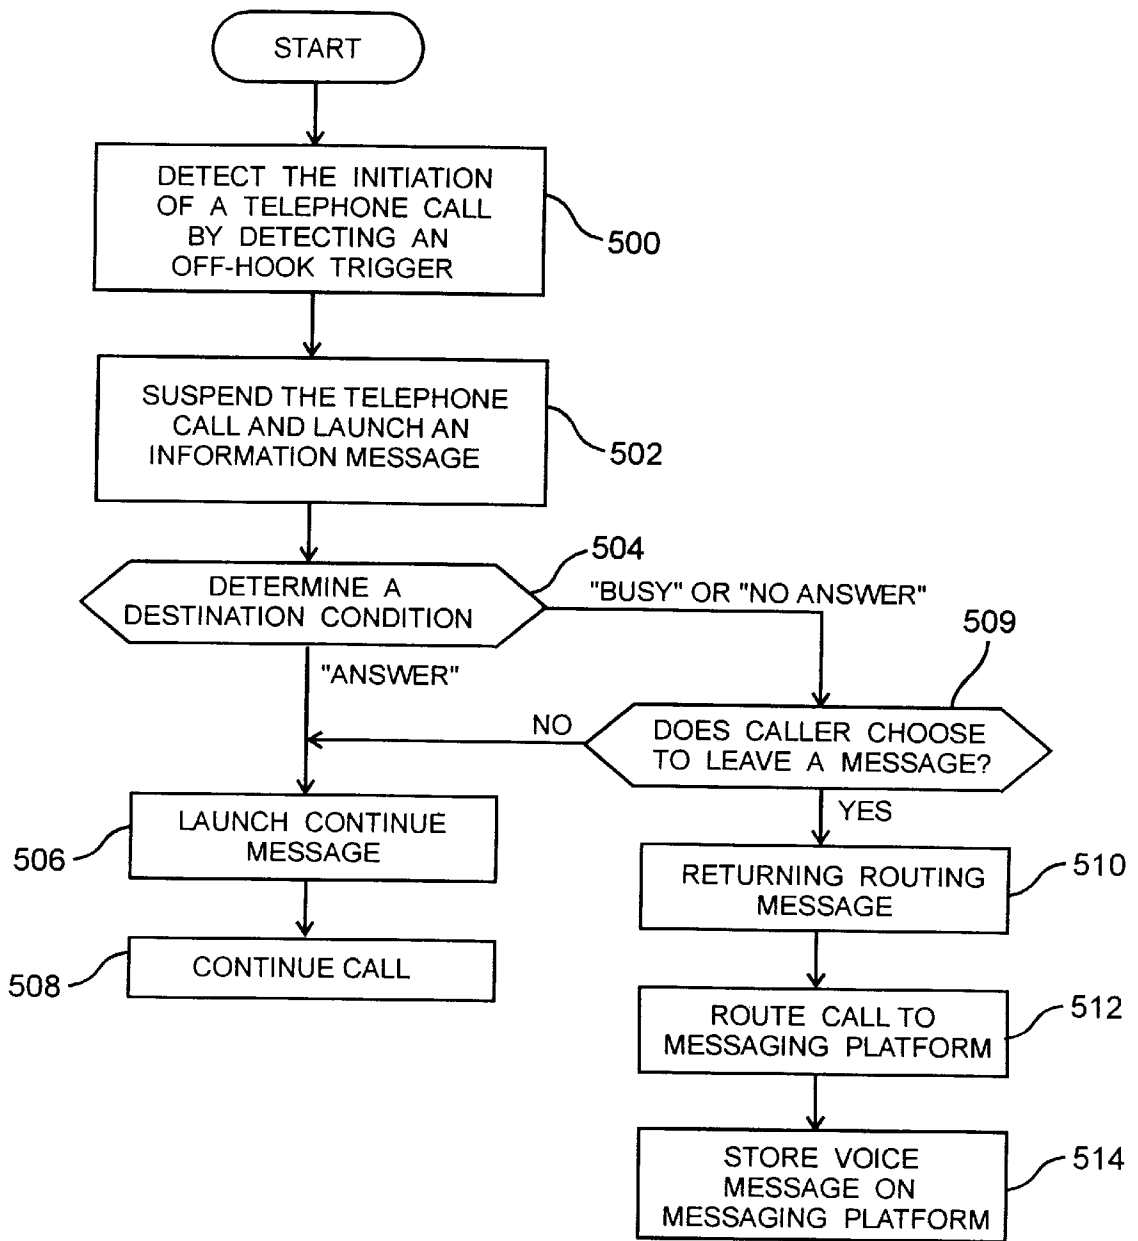 START
DETECT THE INITIATION
OF A TELEPHONE CALL
BY DETECTING AN
OFF-HOOK TRIGGER
500
SUSPEND THE TELEPHONE
CALL AND LAUNCH AN
INFORMATION MESSAGE
502
504
DETERMINE A
DESTINATION CONDITION
"BUSY" OR "NO ANSWER"
509
"ANSWER"
NO
DOES CALLER CHOOSE
TO LEAVE A MESSAGE?
YES
LAUNCH CONTINUE
MESSAGE
506
RETURNING ROUTING
MESSAGE
510
CONTINUE CALL
508
ROUTE CALL TO
MESSAGING PLATFORM
512
STORE VOICE
MESSAGE ON
MESSAGING PLATFORM
514